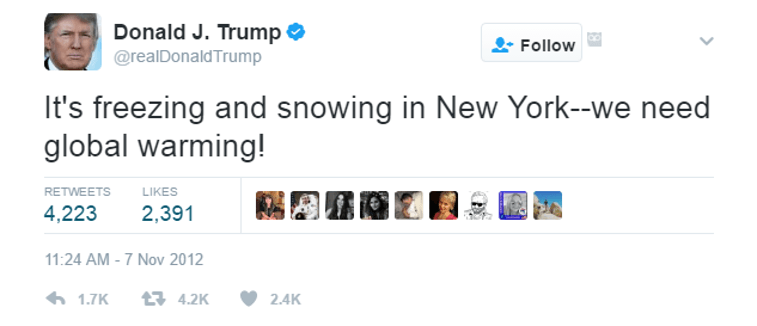 Donald J. Trump
@realDonaldTrump
Follow
It's freezing and snowing in New York--we need
global warming!
RETWEETS LIKES
4,223 2,391
11:24 AM - 7 Nov 2012
1.7K 4.2K 2.4K